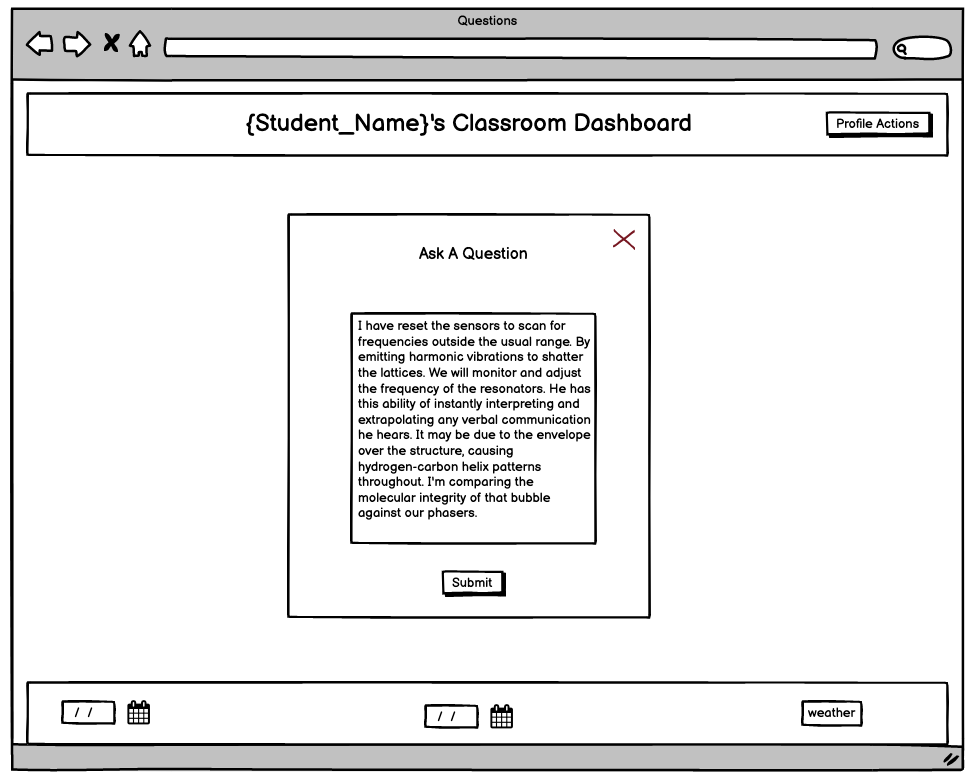 Questions
{Student_Name}'s Classroom Dashboard
Profile Actions
Ask A Question
I have reset the sensors to scan for
frequencies outside the usual range. By
emitting harmonic vibrations to shatter
the lattices. We will monitor and adjust
the frequency of the resonators. He has
this ability of instantly interpreting and
extrapolating any verbal communication
he hears. It may be due to the envelope
over the structure, causing
hydrogen-carbon helix patterns
throughout. I'm comparing the
molecular integrity of that bubble
against our phasers.
Submit
/ /
/ /
weather